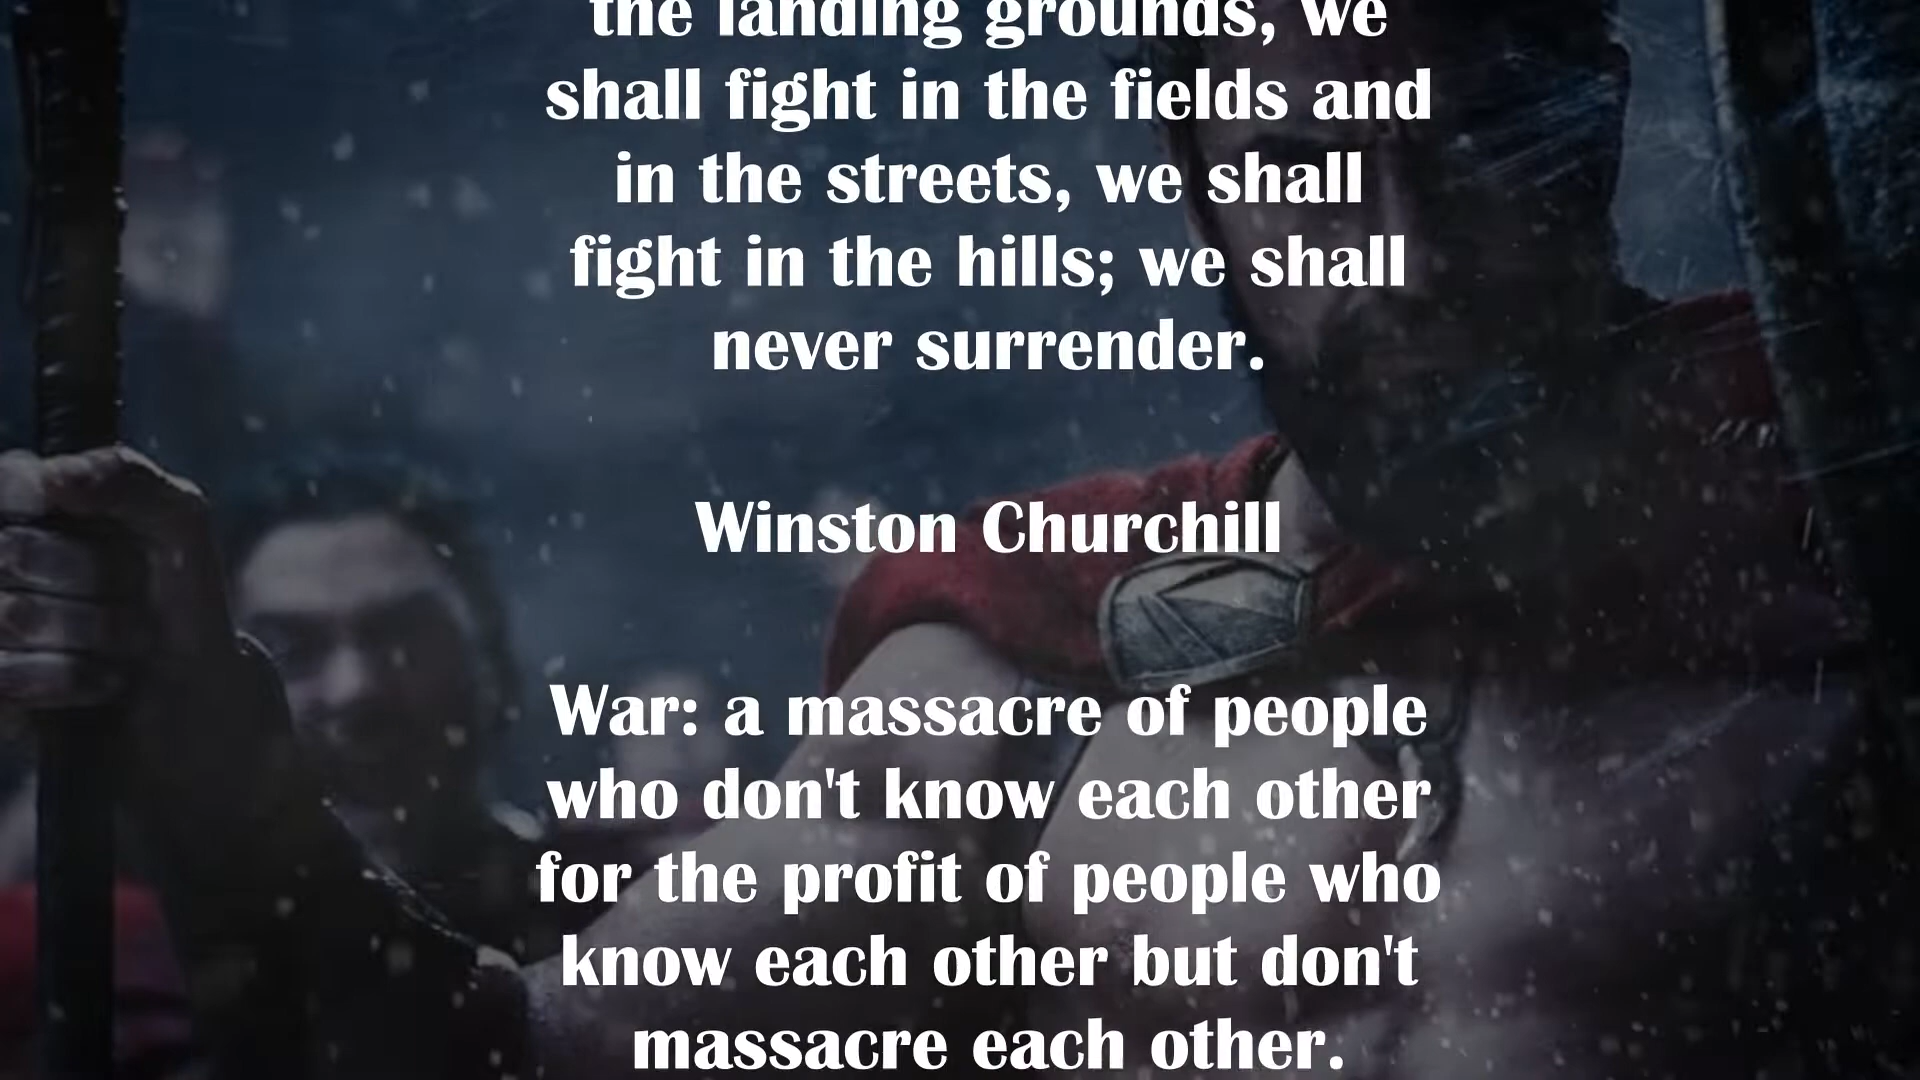 the landing grounds, we
shall fight in the fields and
in the streets, we shall
fight in the hills; we shall
never surrender.
Winston Churchill
War: a massacre of people
who don't know each other
for the profit of people who
know each other but don't
massacre each other.